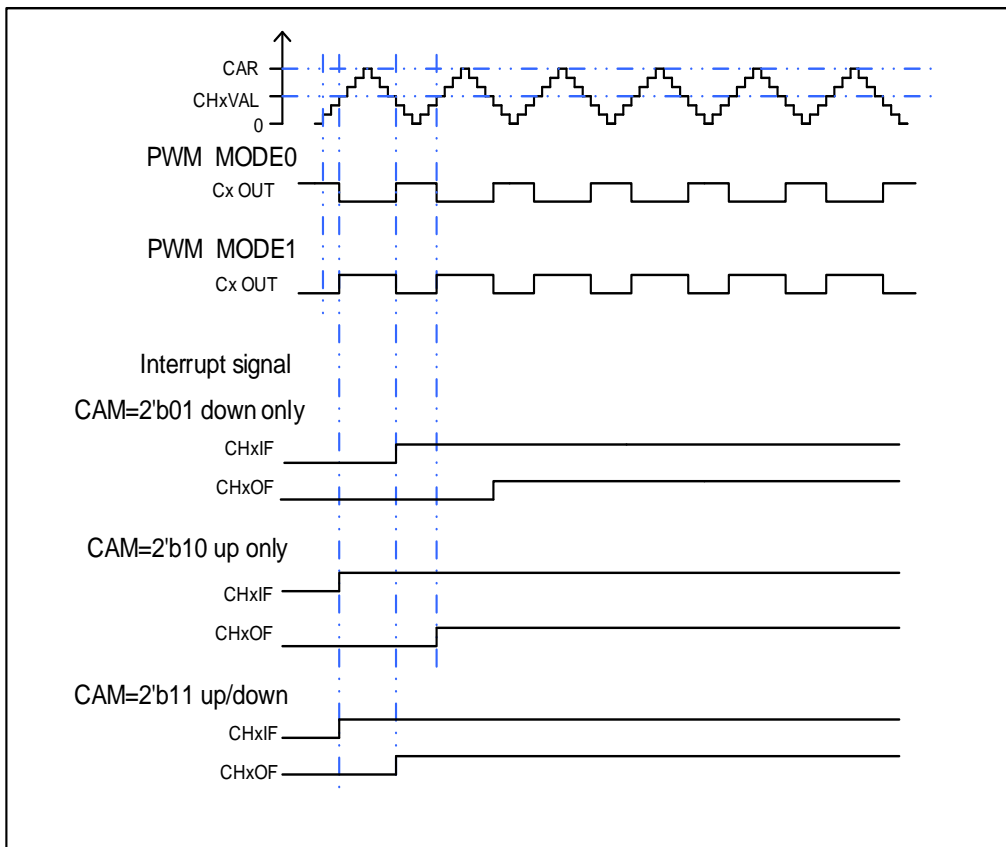 CAR
CHxVAL
0
PWM MODE0
Cx OUT
PWM MODE1
Cx OUT
Interrupt signal
CAM=2'b01 down only
CHxIF
CHxOF
CAM=2'b10 up only
CHxIF
CHxOF
CAM=2'b11 up/down
CHxIF
CHxOF